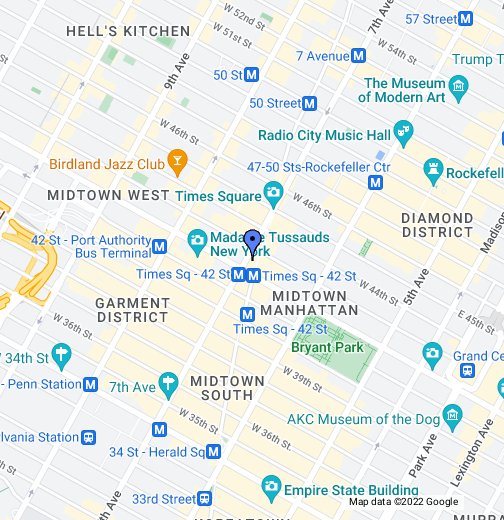 W 52nd St
57 Street
7th Ave
HELL'S KITCHEN
W 51st St
7 Avenue
Trump T
9th Ave
50 St
The Museum
of Modern Art
50 Street
W 46th St
Radio City Music Hall
Birdland Jazz Club
47-50 Sts-Rockefeller Ctr
Rockefel
MIDTOWN WEST
Times Square
W 46th St
DIAMOND
DISTRICT
Madison
42 St - Port Authority
Bus Terminal
Madame Tussauds
New York
Times Sq - 42 St
Times Sq - 42 St
5th Ave
W 44th St
GARMENT
DISTRICT
MIDTOWN
MANHATTAN
E 45th St
W 36th St
Times Sq - 42 St
Bryant Park
W 34th St
Grand Ce
- Penn Station
7th Ave
MIDTOWN
SOUTH
W 39th St
W 35th St
AKC Museum of the Dog
W 36th St
Park Ave
Lexington Ave
lvania Station
34 St - Herald Sq
8th Ave
33rd Street
Empire State Building
Map data ©2022 Google
KOREATOWN
MURRA